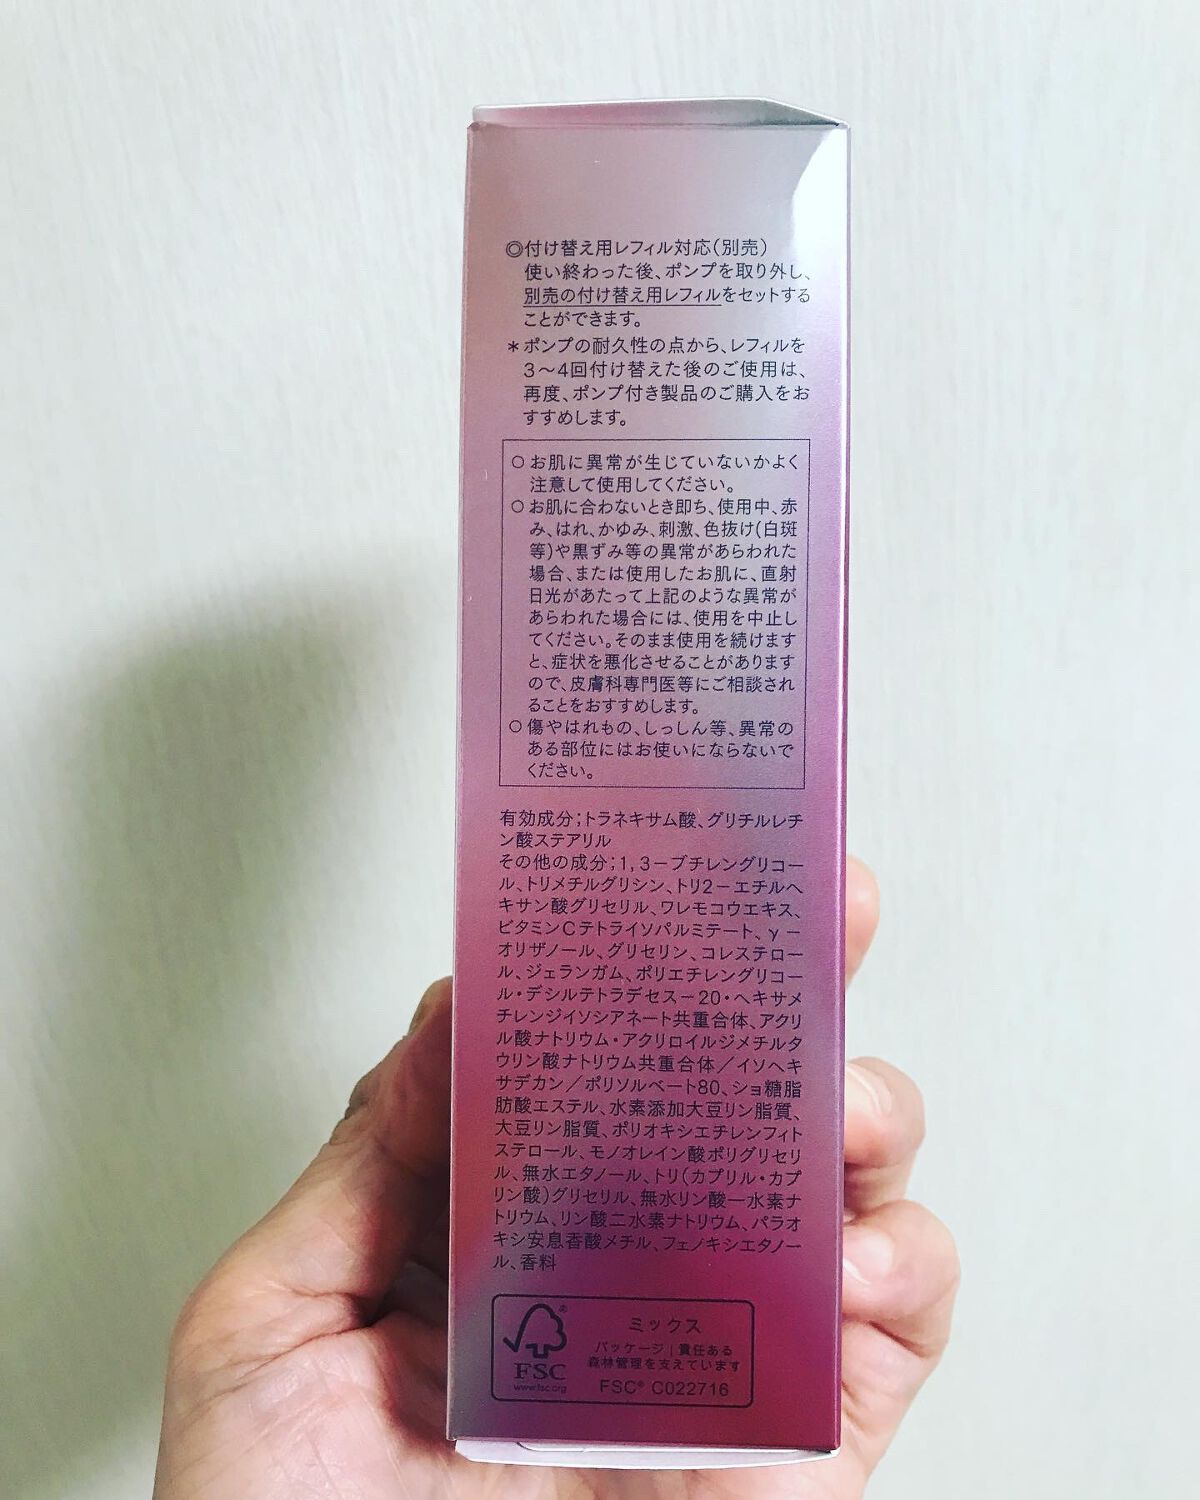 ◎付け替え用レフィル対応(別売)
使い終わった後、ポンプを取り外し、
別売の付け替え用レフィルをセットする
ことができます。
＊ポンプの耐久性の点から、レフィルを
3〜4回付け替えた後のご使用は、
再度、ポンプ付き製品のご購入をお
すすめします。
○お肌に異常が生じていないかよく
注意して使用してください。
○お肌に合わないとき即ち、使用中、赤
み、はれ、かゆみ、刺激、色抜け(白斑
等)や黒ずみ等の異常があらわれた
場合、または使用したお肌に、直射
日光があたって上記のような異常が
あらわれた場合には、使用を中止し
てください。そのまま使用を続けます
と、症状を悪化させることがあります
ので、皮膚科専門医等にご相談され
ることをおすすめします。
○傷やはれもの、しっしん等、異常の
ある部位にはお使いにならないで
ください。
有効成分;トラネキサム酸、グリチルレチ
ン酸ステアリル
その他の成分;1,3－ブチレングリコー
ル、トリメチルグリシン、トリ2－エチルヘ
キサン酸グリセリル、ワレモコウエキス、
ビタミンCテトライソパルミテート、γ－
オリザノール、グリセリン、コレステロー
ル、ジェランガム、ポリエチレングリコー
ル・デシルテトラデセス－20・ヘキサメ
チレンジイソシアネート共重合体、アクリ
ル酸ナトリウム・アクリロイルジメチルタ
ウリン酸ナトリウム共重合体／イソヘキ
サデカン／ポリソルベート80、ショ糖脂
肪酸エステル、水素添加大豆リン脂質、
大豆リン脂質、ポリオキシエチレンフィト
ステロール、モノオレイン酸ポリグリセリ
ル、無水エタノール、トリ(カプリル・カプ
リン酸)グリセリル、無水リン酸一水素ナ
トリウム、リン酸二水素ナトリウム、パラオ
キシ安息香酸メチル、フェノキシエタノー
ル、香料
FSC®
www.fsc.org
ミックス
パッケージ｜責任ある
森林管理を支えています
FSC® C022716